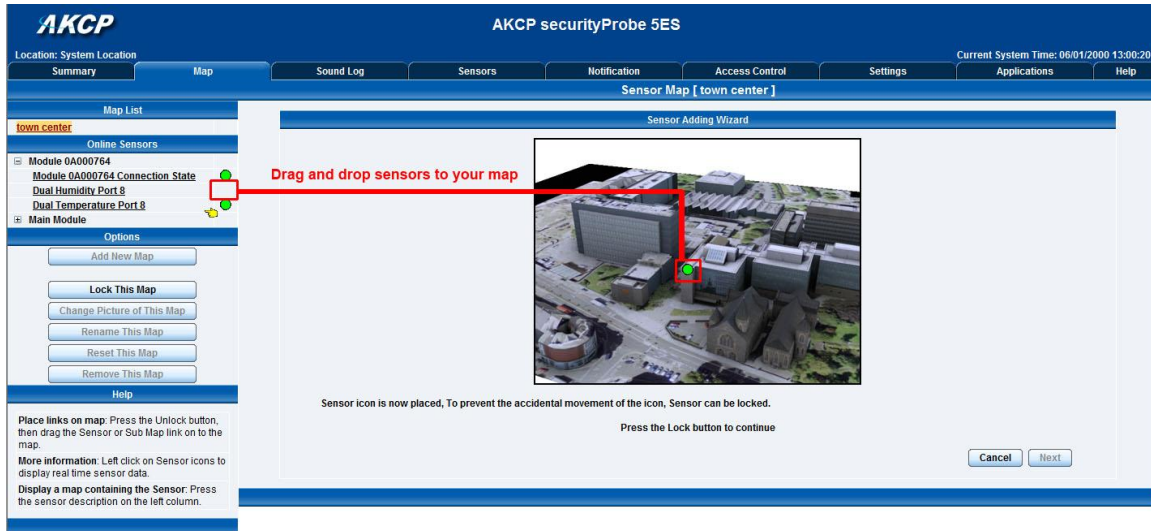 AKCP
AKCP securityProbe 5ES
Location: System Location
Current System Time: 06/01/2000 13:00:20
Summary
Map
Sound Log
Sensors
Notification
Access Control
Settings
Applications
Help
Sensor Map [ town center ]
Map List
town center
Online Sensors
Module 0A000764
Module 0A000764 Connection State
Dual Humidity Port 8
Dual Temperature Port 8
Main Module
Options
Add New Map
Lock This Map
Change Picture of This Map
Rename This Map
Reset This Map
Remove This Map
Help
Place links on map: Press the Unlock button,
then drag the Sensor or Sub Map link on to the
map.
More information: Left click on Sensor icons to
display real time sensor data.
Display a map containing the Sensor: Press
the sensor description on the left column.
Sensor Adding Wizard
Drag and drop sensors to your map
Sensor icon is now placed, To prevent the accidental movement of the icon, Sensor can be locked.
Press the Lock button to continue
Cancel
Next